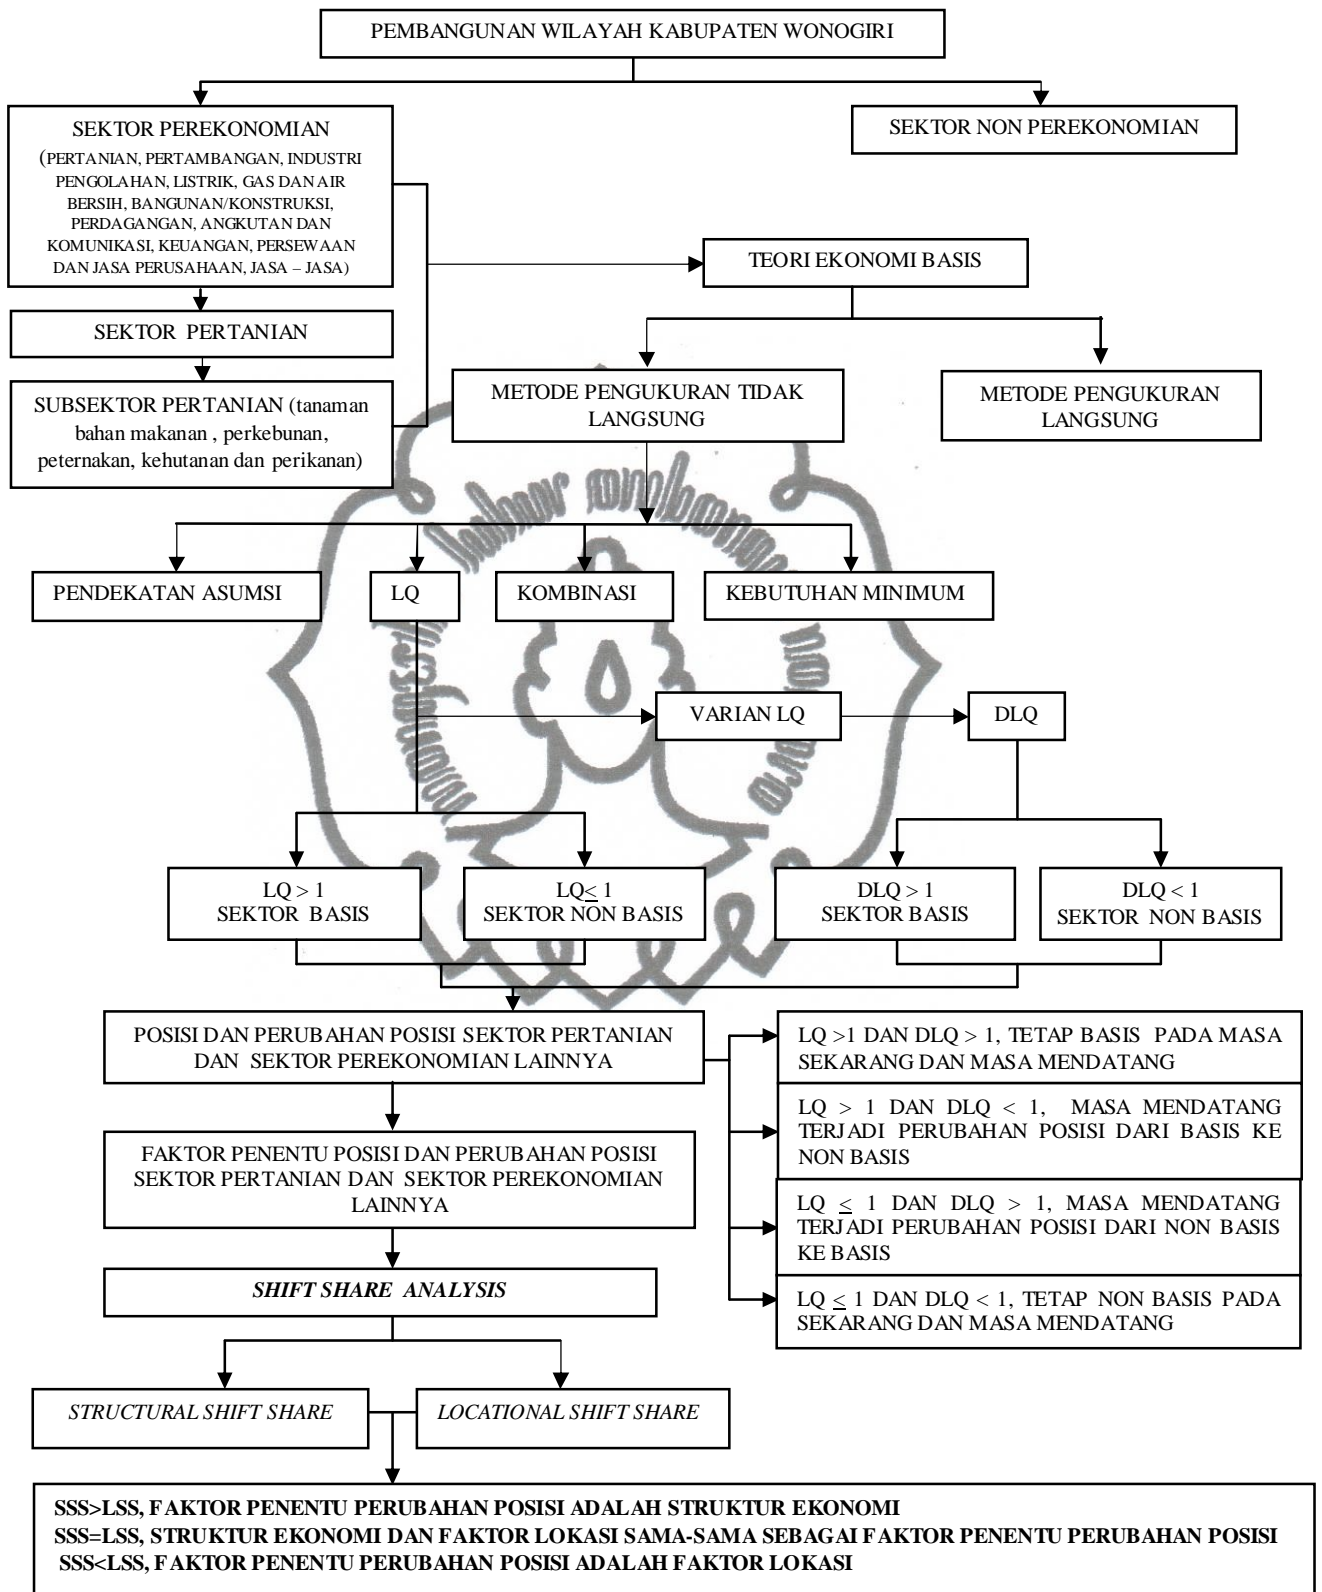 PEMBANGUNAN WILAYAH KABUPATEN WONOGIRI
SEKTOR PEREKONOMIAN
(PERTANIAN, PERTAMBANGAN, INDUSTRI
PENGOLAHAN, LISTRIK, GAS DAN AIR
BERSIH, BANGUNAN/KONSTRUKSI,
PERDAGANGAN, ANGKUTAN DAN
KOMUNIKASI, KEUANGAN, PERSEWAAN
DAN JASA PERUSAHAAN, JASA – JASA)
SEKTOR NON PEREKONOMIAN
TEORI EKONOMI BASIS
SEKTOR PERTANIAN
SUBSEKTOR PERTANIAN (tanaman
bahan makanan , perkebunan,
peternakan, kehutanan dan perikanan)
METODE PENGUKURAN TIDAK
LANGSUNG
METODE PENGUKURAN
LANGSUNG
PENDEKATAN ASUMSI
LQ
KOMBINASI
KEBUTUHAN MINIMUM
VARIAN LQ
DLQ
LQ > 1
SEKTOR BASIS
LQ≤ 1
SEKTOR NON BASIS
DLQ > 1
SEKTOR BASIS
DLQ < 1
SEKTOR NON BASIS
POSISI DAN PERUBAHAN POSISI SEKTOR PERTANIAN
DAN SEKTOR PEREKONOMIAN LAINNYA
LQ >1 DAN DLQ > 1, TETAP BASIS PADA MASA
SEKARANG DAN MASA MENDATANG
LQ > 1 DAN DLQ < 1, MASA MENDATANG
TERJADI PERUBAHAN POSISI DARI BASIS KE
NON BASIS
LQ ≤ 1 DAN DLQ > 1, MASA MENDATANG
TERJADI PERUBAHAN POSISI DARI NON BASIS
KE BASIS
LQ ≤ 1 DAN DLQ < 1, TETAP NON BASIS PADA
SEKARANG DAN MASA MENDATANG
FAKTOR PENENTU POSISI DAN PERUBAHAN POSISI
SEKTOR PERTANIAN DAN SEKTOR PEREKONOMIAN
LAINNYA
SHIFT SHARE ANALYSIS
STRUCTURAL SHIFT SHARE
LOCATIONAL SHIFT SHARE
SSS>LSS, FAKTOR PENENTU PERUBAHAN POSISI ADALAH STRUKTUR EKONOMI
SSS=LSS, STRUKTUR EKONOMI DAN FAKTOR LOKASI SAMA-SAMA SEBAGAI FAKTOR PENENTU PERUBAHAN POSISI
SSS<LSS, FAKTOR PENENTU PERUBAHAN POSISI ADALAH FAKTOR LOKASI